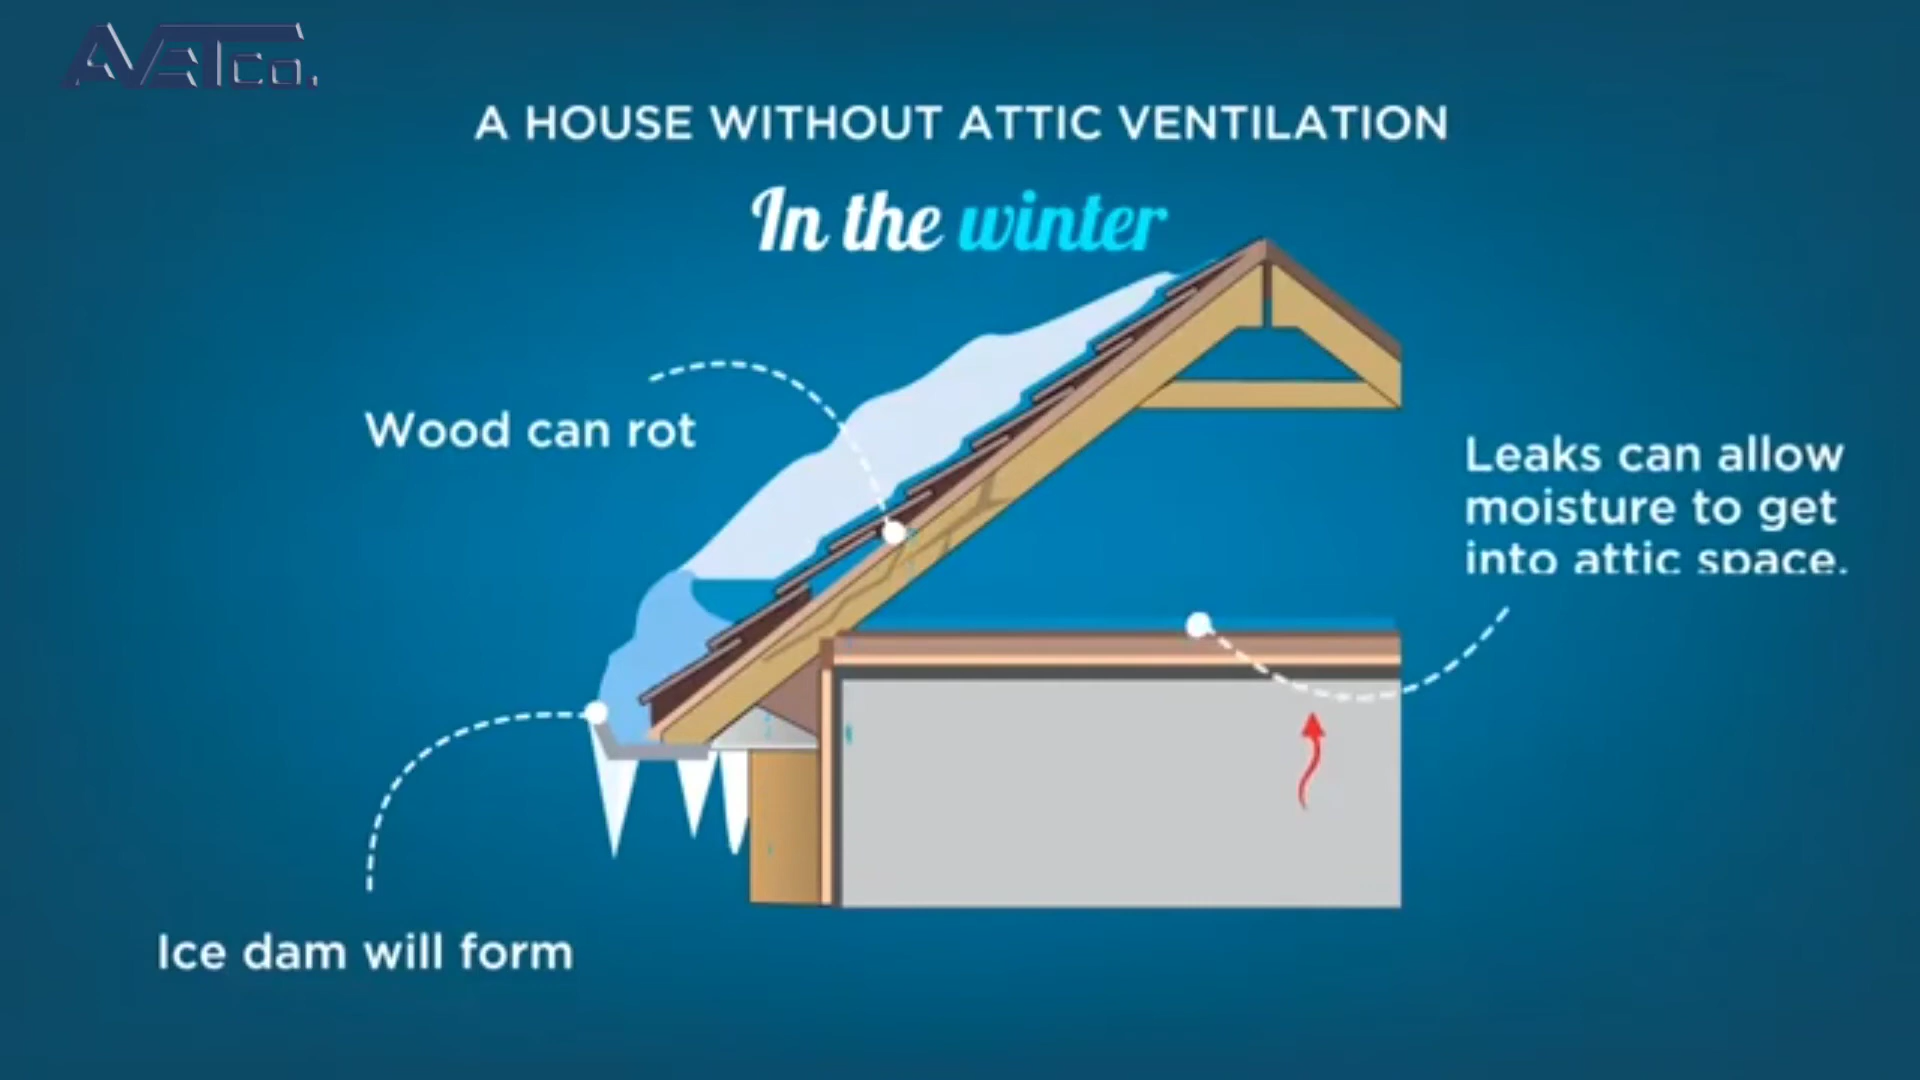 AVETCO.
A HOUSE WITHOUT ATTIC VENTILATION
In the winter
Wood can rot
Leaks can allow
moisture to get
into attic space.
Ice dam will form